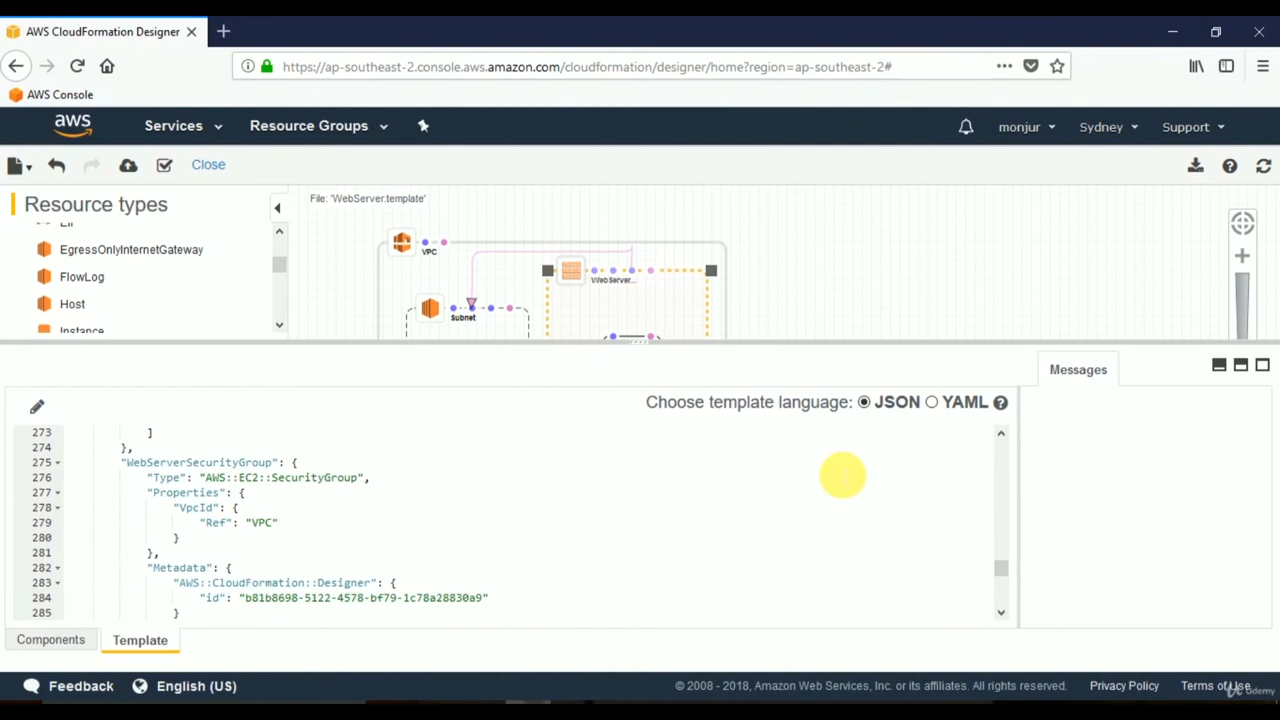 AWS CloudFormation Designer
https://ap-southeast-2.console.aws.amazon.com/cloudformation/designer/home?region=ap-southeast-2#
AWS Console
aws Services Resource Groups monjur Sydney Support
Close
Resource types
EIP
EgressOnlyInternetGateway
FlowLog
Host
Instance
File: 'WebServer.template'
VPC
WebServer...
Subnet
Messages
Choose template language: JSON YAML
273 ]
274 },
275 "WebServerSecurityGroup": {
276 "Type": "AWS::EC2::SecurityGroup",
277 "Properties": {
278 "VpcId": {
279 "Ref": "VPC"
280 }
281 },
282 "Metadata": {
283 "AWS::CloudFormation::Designer": {
284 "id": "b81b8698-5122-4578-bf79-1c78a28830a9"
285 }
Components Template
Feedback English (US) © 2008 - 2018, Amazon Web Services, Inc. or its affiliates. All rights reserved. Privacy Policy Terms of Use
Udemy